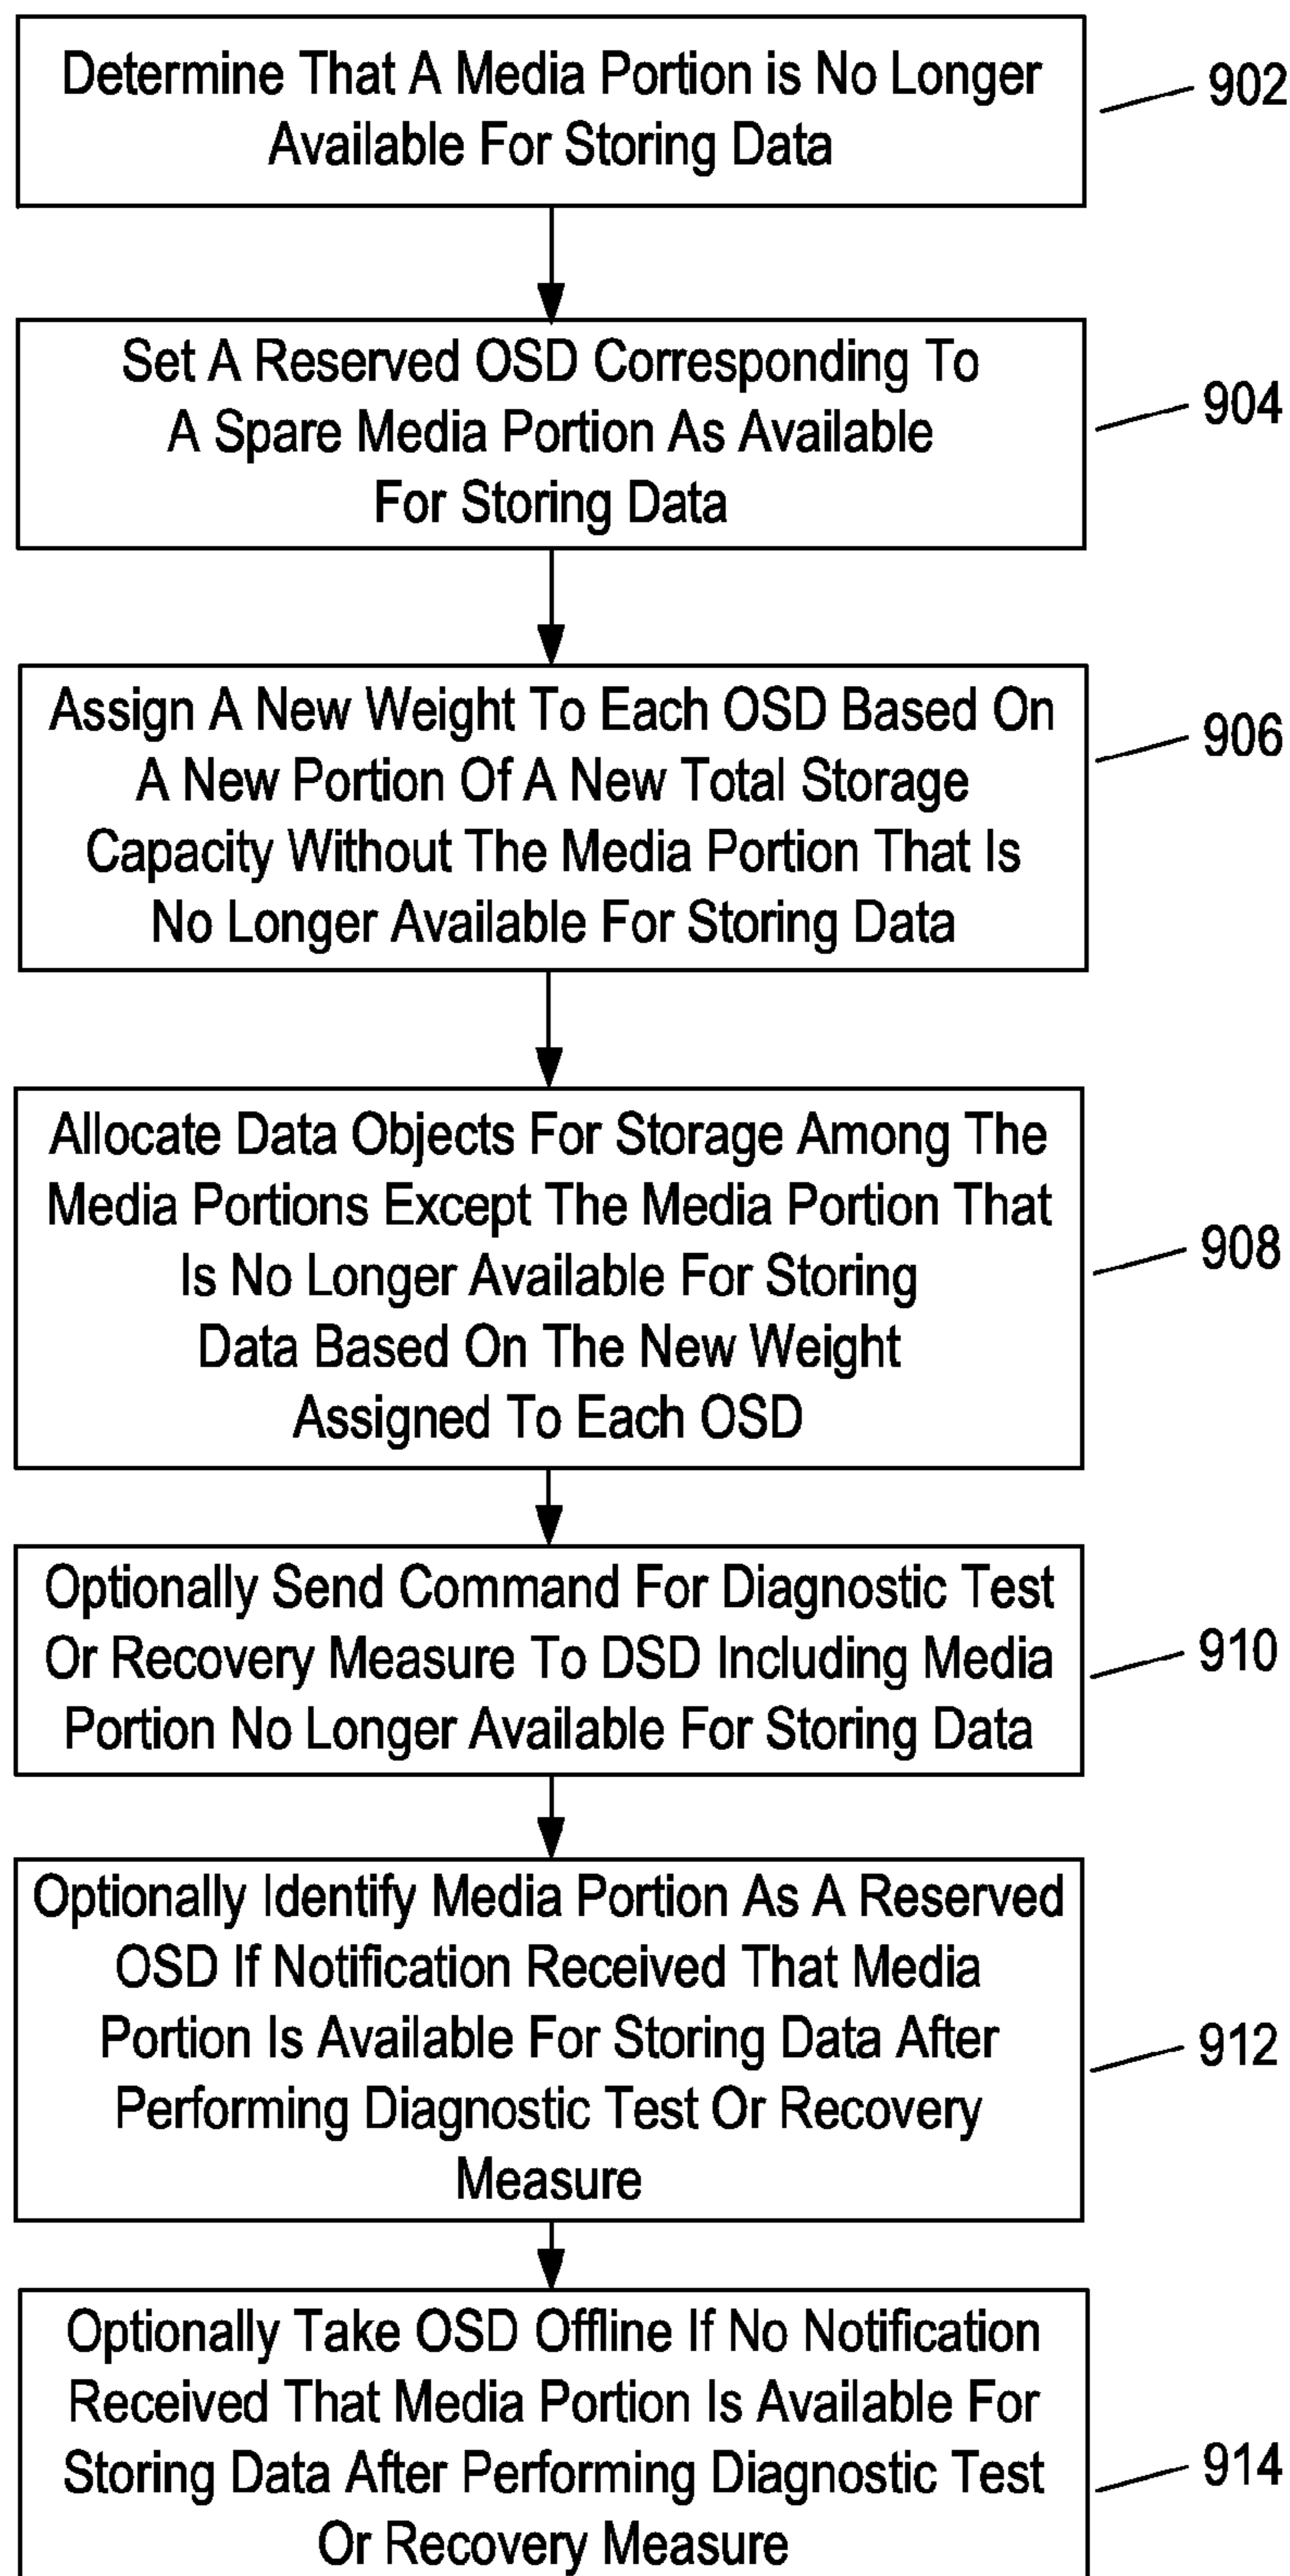 Determine That A Media Portion is No Longer
Available For Storing Data
902
Set A Reserved OSD Corresponding To
A Spare Media Portion As Available
For Storing Data
904
Assign A New Weight To Each OSD Based On
A New Portion Of A New Total Storage
Capacity Without The Media Portion That Is
No Longer Available For Storing Data
906
Allocate Data Objects For Storage Among The
Media Portions Except The Media Portion That
Is No Longer Available For Storing
Data Based On The New Weight
Assigned To Each OSD
908
Optionally Send Command For Diagnostic Test
Or Recovery Measure To DSD Including Media
Portion No Longer Available For Storing Data
910
Optionally Identify Media Portion As A Reserved
OSD If Notification Received That Media
Portion Is Available For Storing Data After
Performing Diagnostic Test Or Recovery
Measure
912
Optionally Take OSD Offline If No Notification
Received That Media Portion Is Available For
Storing Data After Performing Diagnostic Test
Or Recovery Measure
914